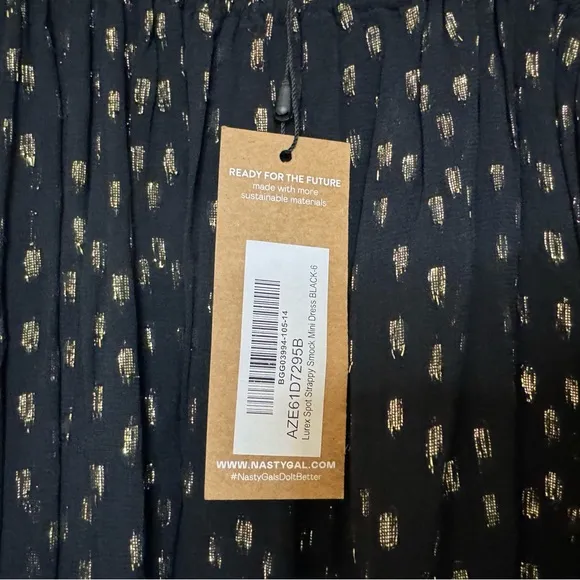 READY FOR THE FUTURE
made with more
sustainable materials
BGG03994-105-14
AZE61D7295B
Lurex Spot Strappy Smock Mini Dress BLACK-6
WWW.NASTYGAL.COM
#NastyGalsDoItBetter